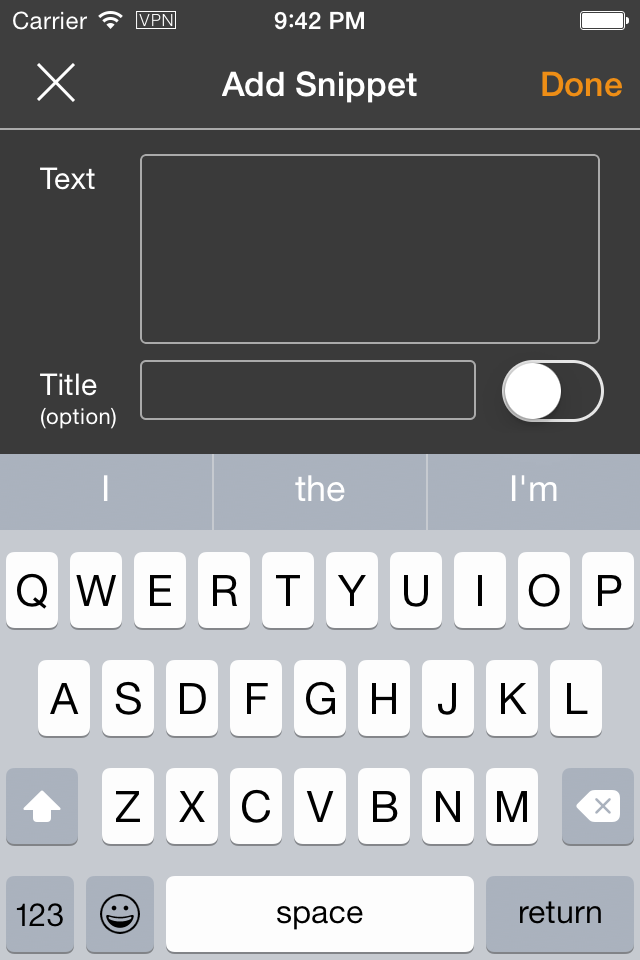 Carrier VPN 9:42 PM
Add Snippet Done
Text
Title
(option)
I the I'm
Q W E R T Y U I O P
A S D F G H J K L
Z X C V B N M
123 space return